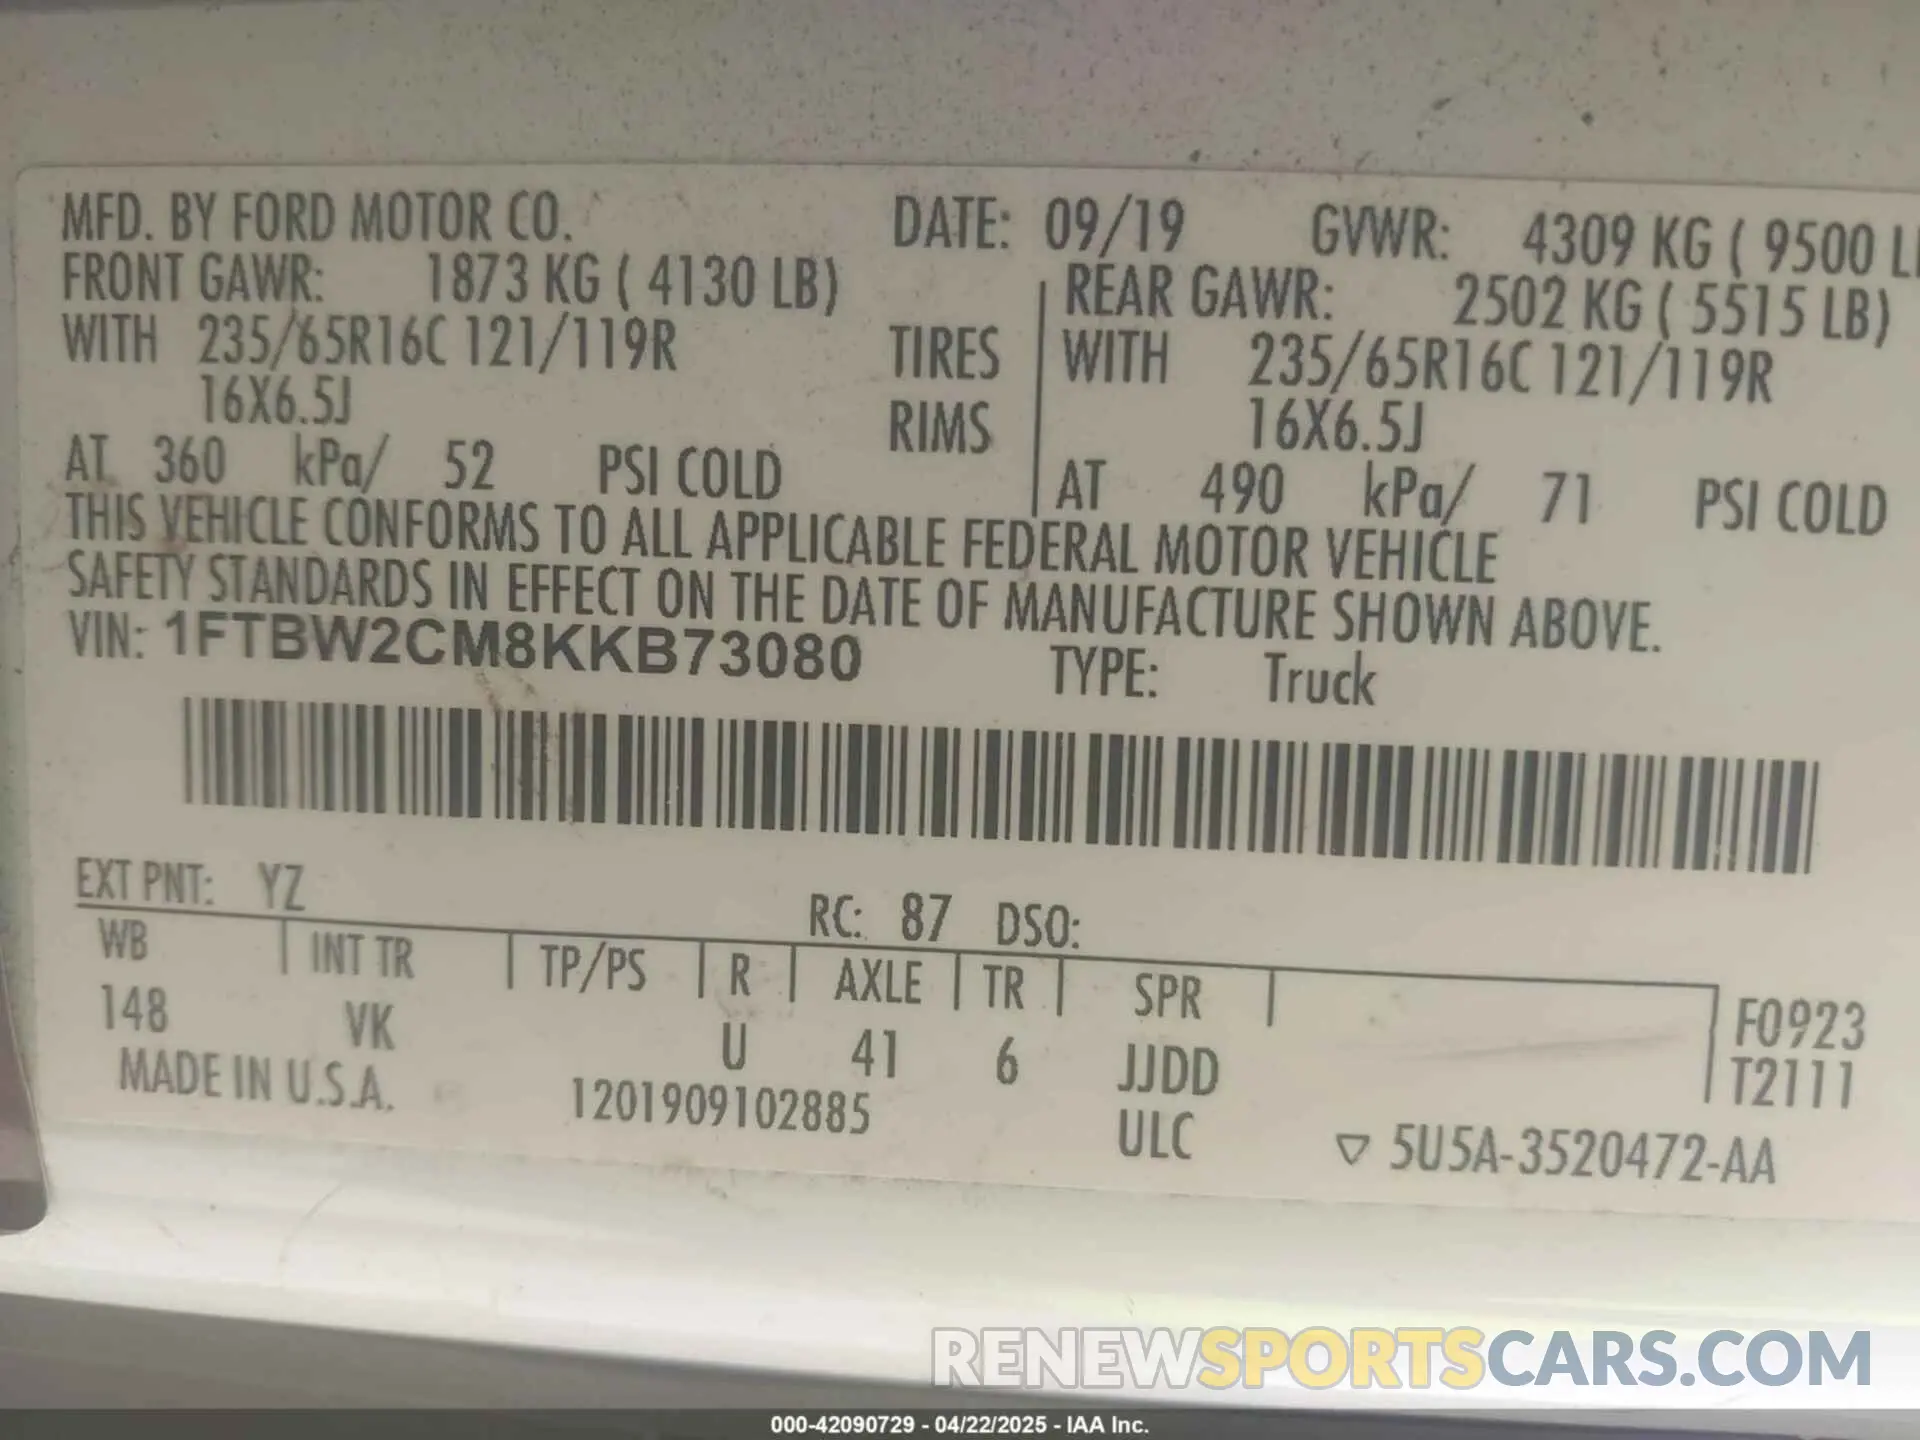 MFD. BY FORD MOTOR CO. DATE: 09/19 GVWR: 4309 KG ( 9500 L
FRONT GAWR: 1873 KG ( 4130 LB) REAR GAWR: 2502 KG ( 5515 LB)
WITH 235/65R16C 121/119R TIRES WITH 235/65R16C 121/119R
16X6.5J RIMS 16X6.5J
AT 360 kPa/ 52 PSI COLD AT 490 kPa/ 71 PSI COLD
THIS VEHICLE CONFORMS TO ALL APPLICABLE FEDERAL MOTOR VEHICLE
SAFETY STANDARDS IN EFFECT ON THE DATE OF MANUFACTURE SHOWN ABOVE.
VIN: 1FTBW2CM8KKB73080 TYPE: Truck
EXT PNT: YZ RC: 87 DSO:
WB INT TR TP/PS R AXLE TR SPR F0923
148 VK U 41 6 JJDD T2111
MADE IN U.S.A. 1201909102885 ULC ▽ 5U5A-3520472-AA
RENEWSPORTSCARS.COM
000-42090729 - 04/22/2025 - IAA Inc.